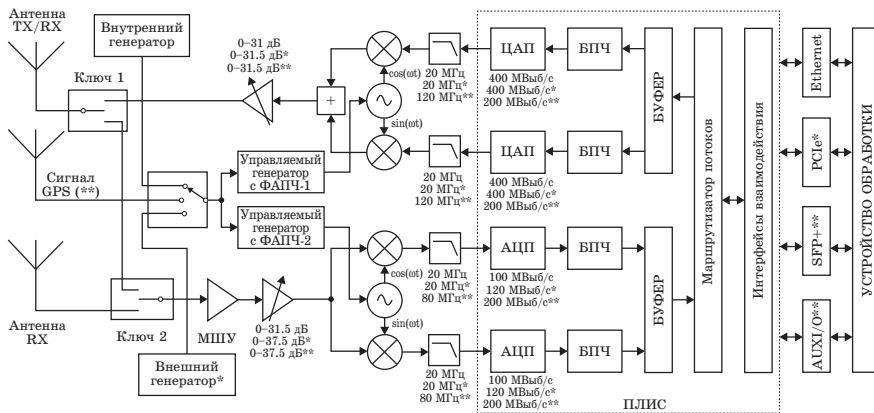 Антенна
TX/RX
Внутренний
генератор
Ключ 1
Сигнал
GPS (**)
Антенна
RX
Ключ 2
Внешний
генератор*
МШУ
0–31 дБ
0–31.5 дБ*
0–31.5 дБ**
Управляемый
генератор
с ФАПЧ-1
Управляемый
генератор
с ФАПЧ-2
0–31.5 дБ
0–37.5 дБ*
0–37.5 дБ**
+
cos(ωt)
sin(ωt)
cos(ωt)
sin(ωt)
20 МГц
20 МГц*
120 МГц**
20 МГц
20 МГц*
120 МГц**
20 МГц
20 МГц*
80 МГц**
20 МГц
20 МГц*
80 МГц**
ЦАП
400 МВыб/с
400 МВыб/с*
200 МВыб/с**
БПЧ
ЦАП
400 МВыб/с
400 МВыб/с*
200 МВыб/с**
БПЧ
БУФЕР
АЦП
100 МВыб/с
120 МВыб/с*
200 МВыб/с**
БПЧ
АЦП
100 МВыб/с
120 МВыб/с*
200 МВыб/с**
БПЧ
БУФЕР
Маршрутизатор потоков
Интерфейсы взаимодействия
ПЛИС
Ethernet
PCIe*
SFP+**
AUXI/O**
УСТРОЙСТВО ОБРАБОТКИ